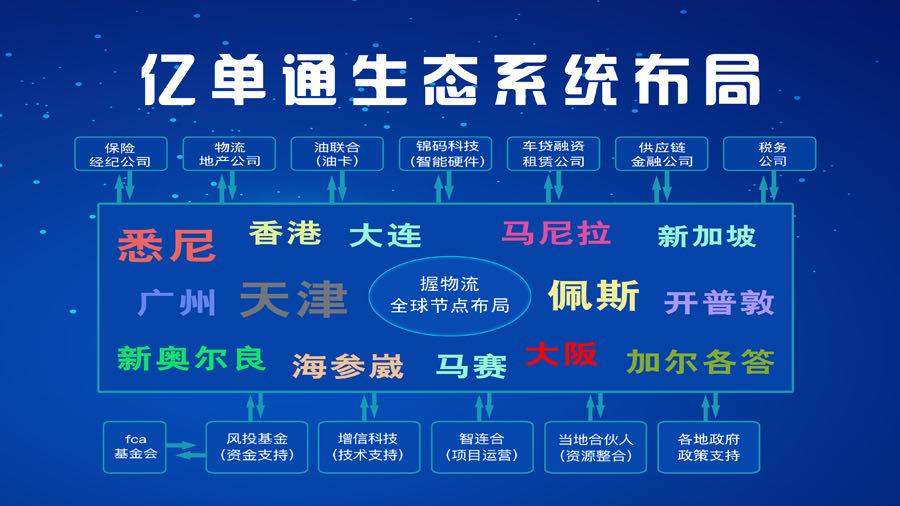 亿单通生态系统布局
保险
经纪公司
物流
地产公司
油联合
(油卡)
锦码科技
(智能硬件)
车贷融资
租赁公司
供应链
金融公司
税务
公司
悉尼
香港
大连
马尼拉
新加坡
广州
天津
握物流
全球节点布局
佩斯
开普敦
新奥尔良
海参崴
马赛
大阪
加尔各答
fca
基金会
风投基金
(资金支持)
增信科技
(技术支持)
智连合
(项目运营)
当地合伙人
(资源整合)
各地政府
政策支持